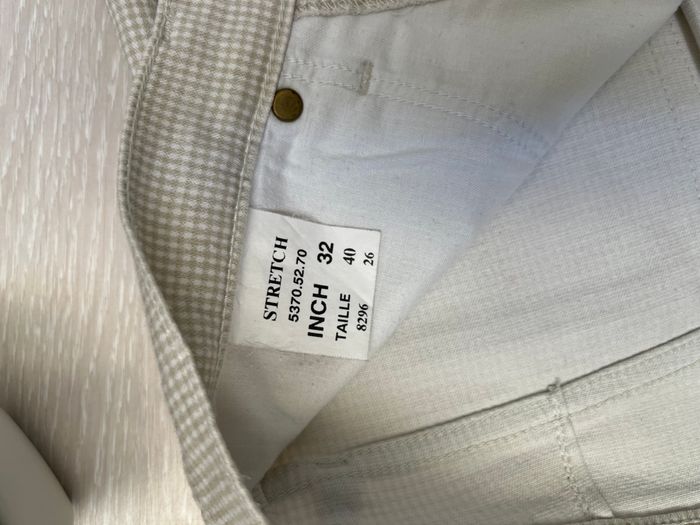 STRETCH
5370.52.70
INCH 32
TAILLE 40
8296 26